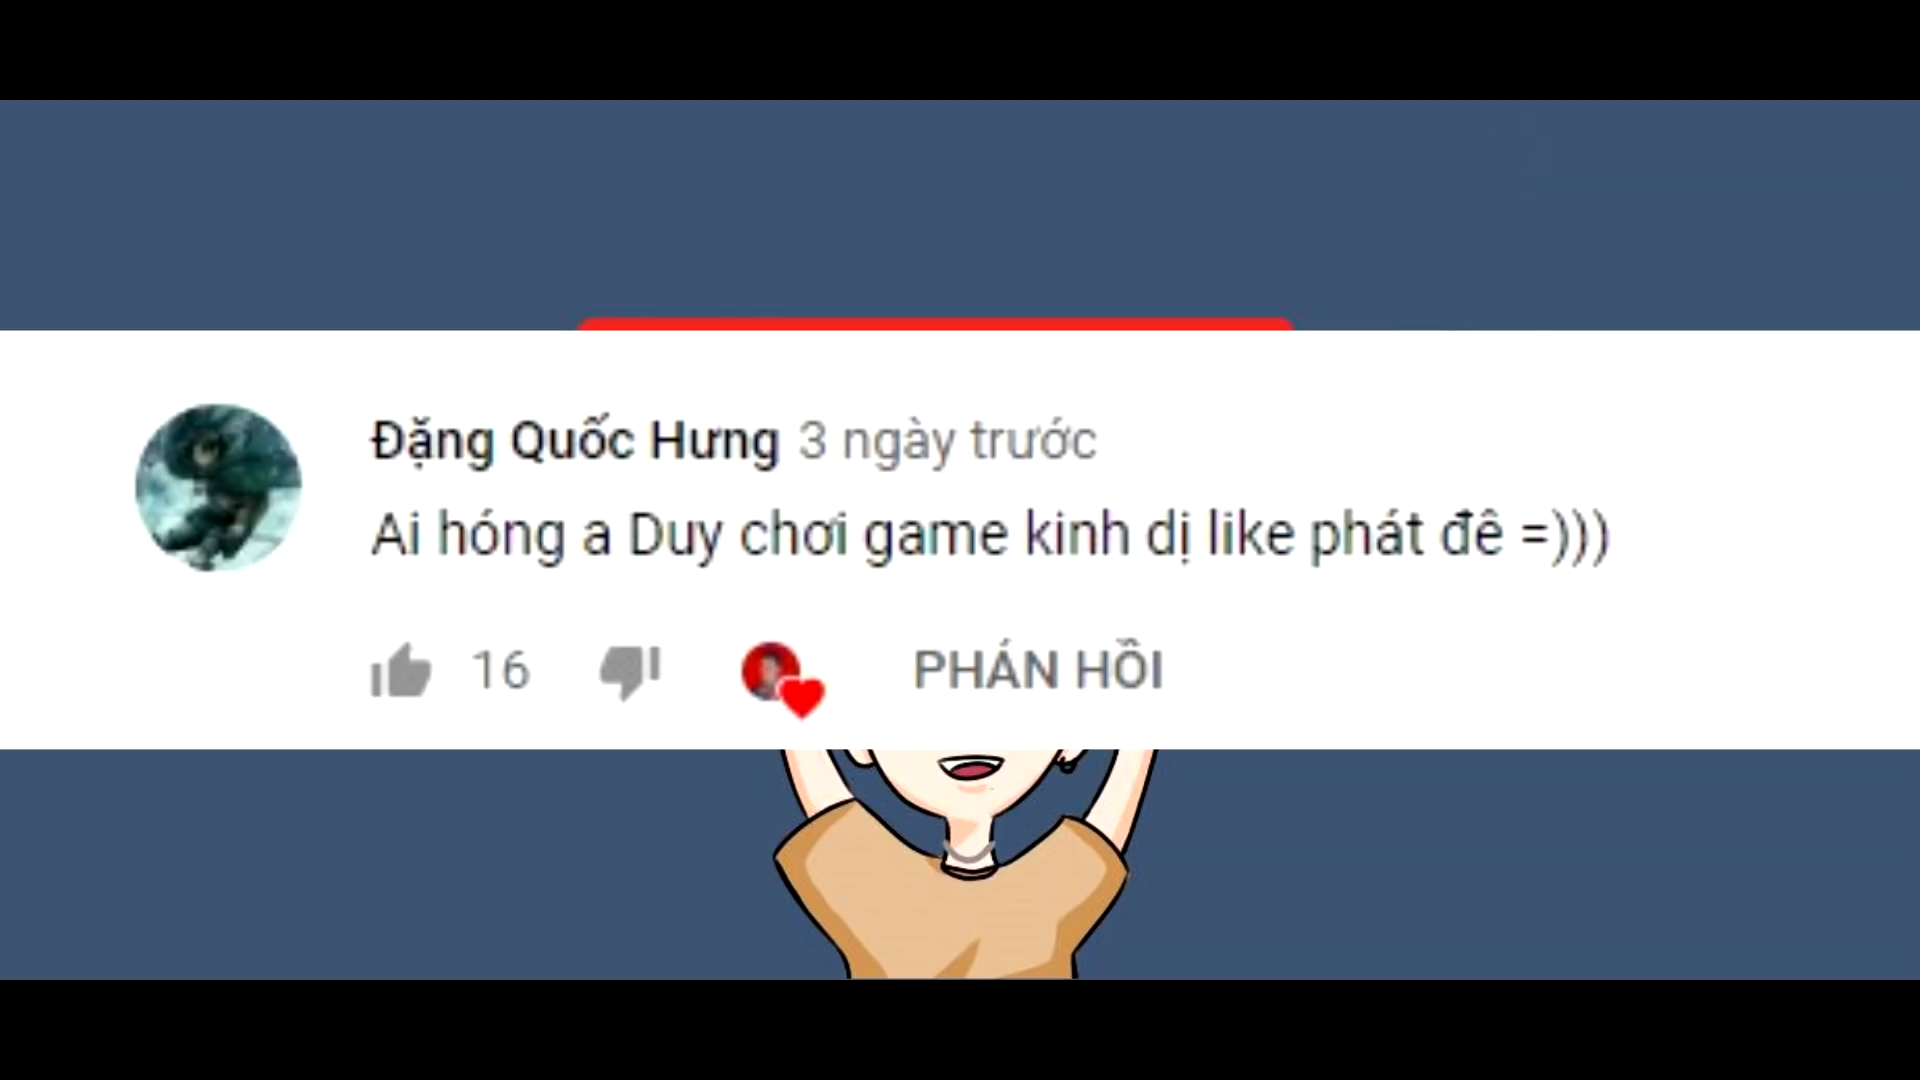 Đặng Quốc Hưng 3 ngày trước
Ai hóng a Duy chơi game kinh dị like phát đê =)))
16 PHẢN HỒI